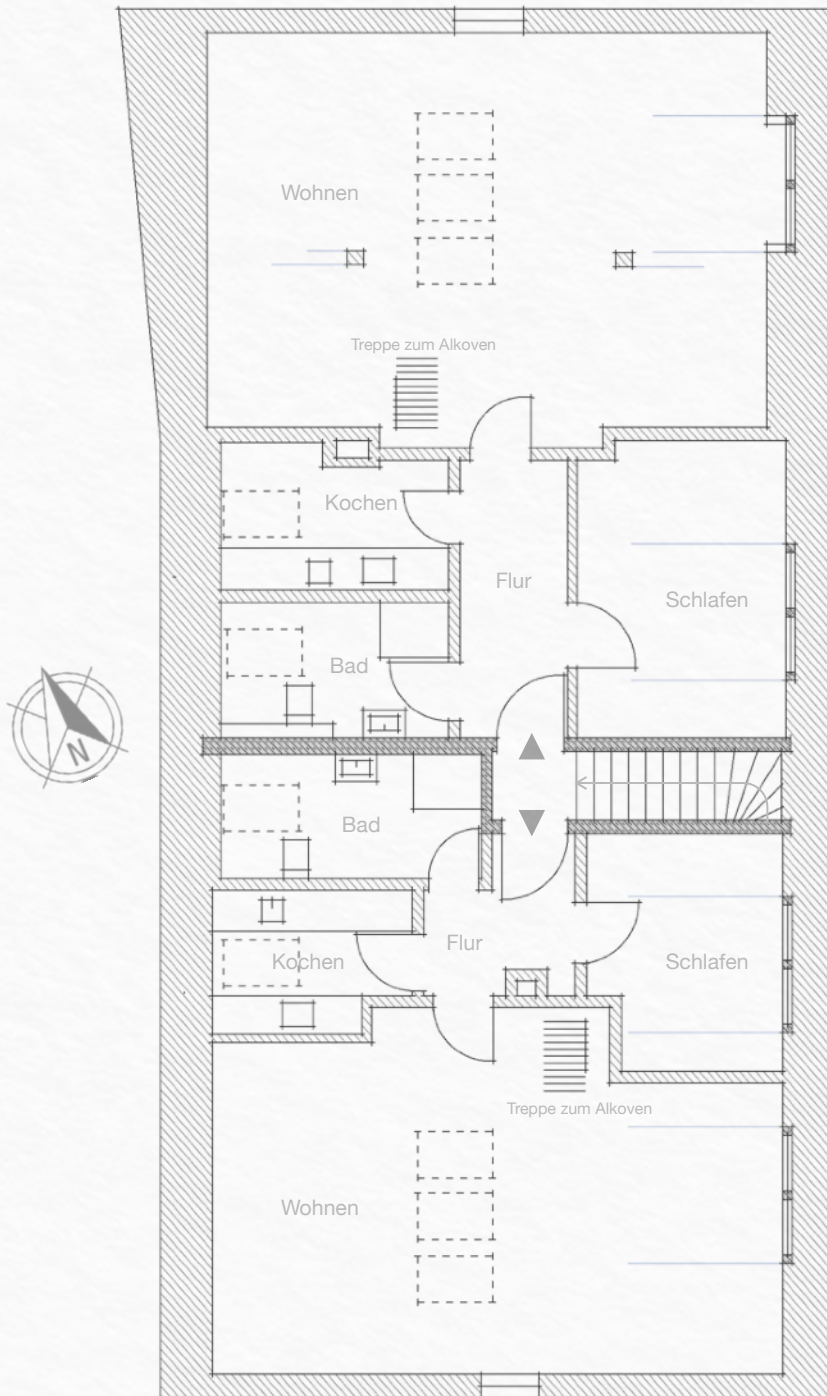 Wohnen
Treppe zum Alkoven
Kochen
Flur
Schlafen
Bad
N
Bad
Flur
Kochen
Schlafen
Treppe zum Alkoven
Wohnen